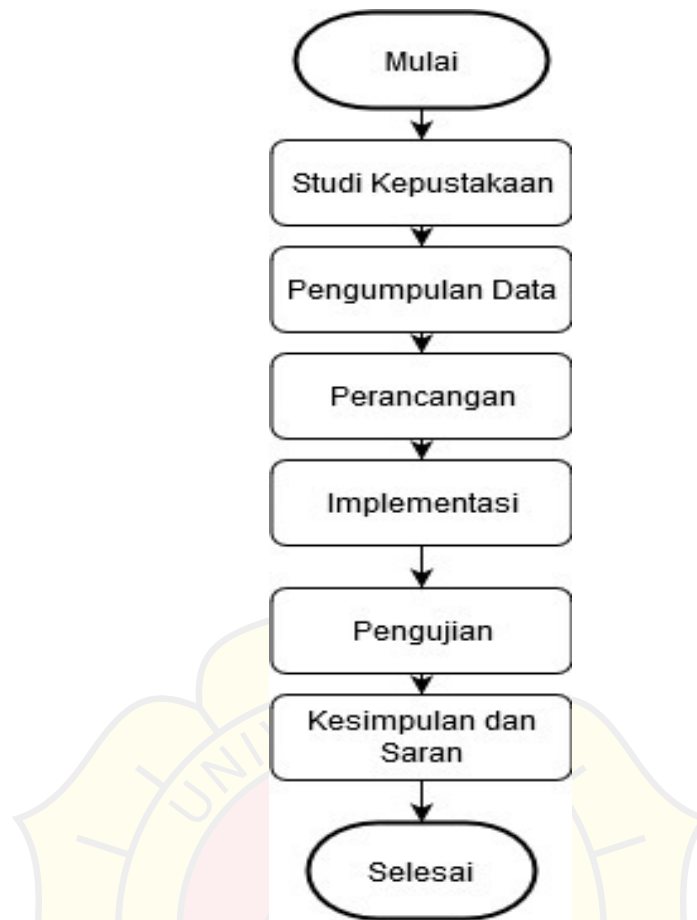 Mulai
Studi Kepustakaan
Pengumpulan Data
Perancangan
Implementasi
Pengujian
Kesimpulan dan
Saran
Selesai